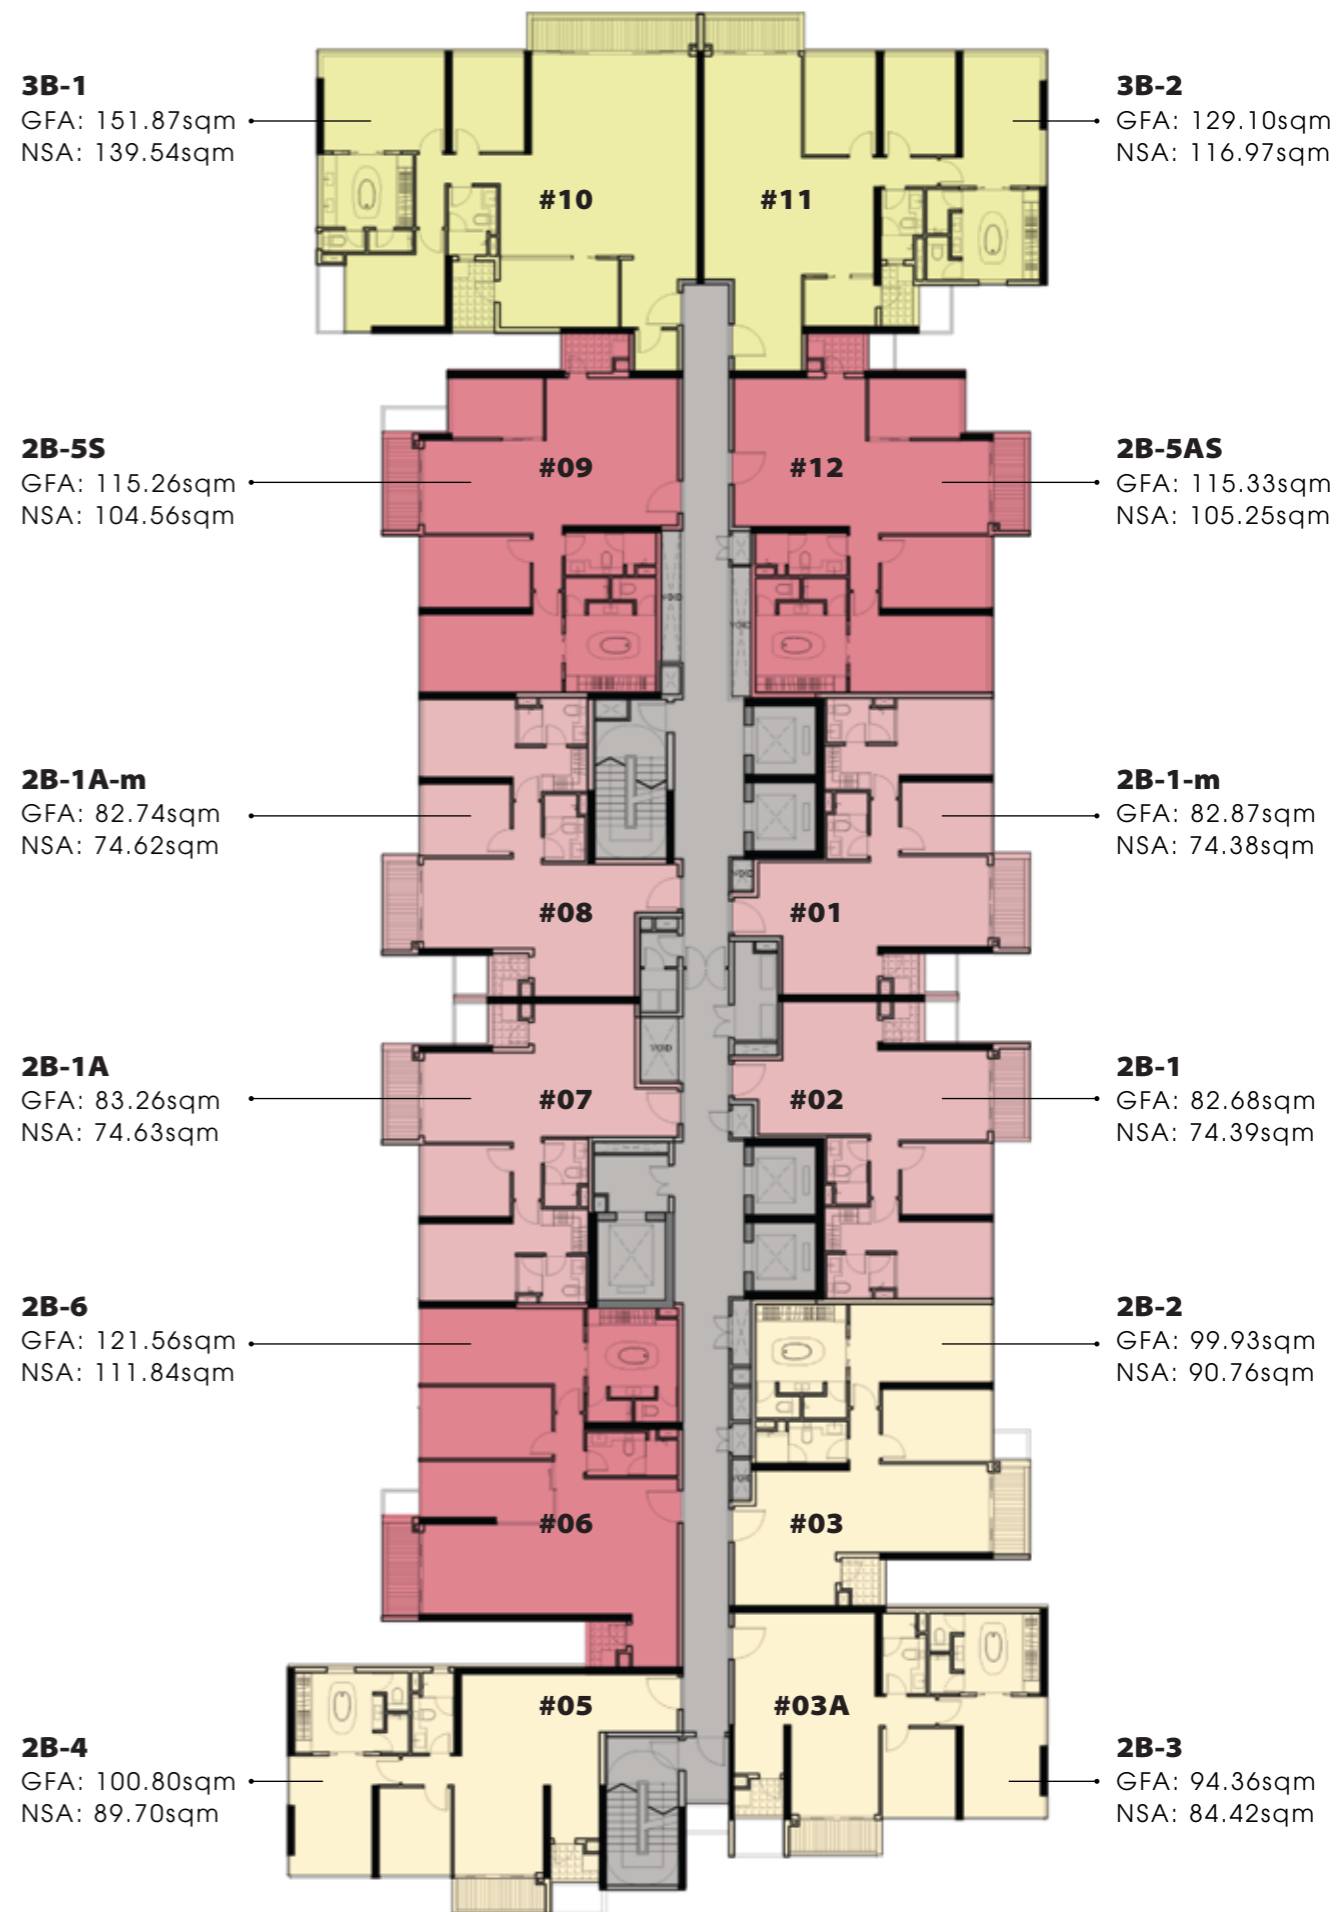 3B-1
GFA: 151.87sqm
NSA: 139.54sqm
3B-2
GFA: 129.10sqm
NSA: 116.97sqm
#10
#11
2B-5S
GFA: 115.26sqm
NSA: 104.56sqm
#09
#12
2B-5AS
GFA: 115.33sqm
NSA: 105.25sqm
VOID
VOID
2B-1A-m
GFA: 82.74sqm
NSA: 74.62sqm
2B-1-m
GFA: 82.87sqm
NSA: 74.38sqm
VOID
#08
#01
VOID
2B-1A
GFA: 83.26sqm
NSA: 74.63sqm
#07
#02
2B-1
GFA: 82.68sqm
NSA: 74.39sqm
2B-6
GFA: 121.56sqm
NSA: 111.84sqm
2B-2
GFA: 99.93sqm
NSA: 90.76sqm
VOID
#06
#03
#05
#03A
2B-4
GFA: 100.80sqm
NSA: 89.70sqm
2B-3
GFA: 94.36sqm
NSA: 84.42sqm